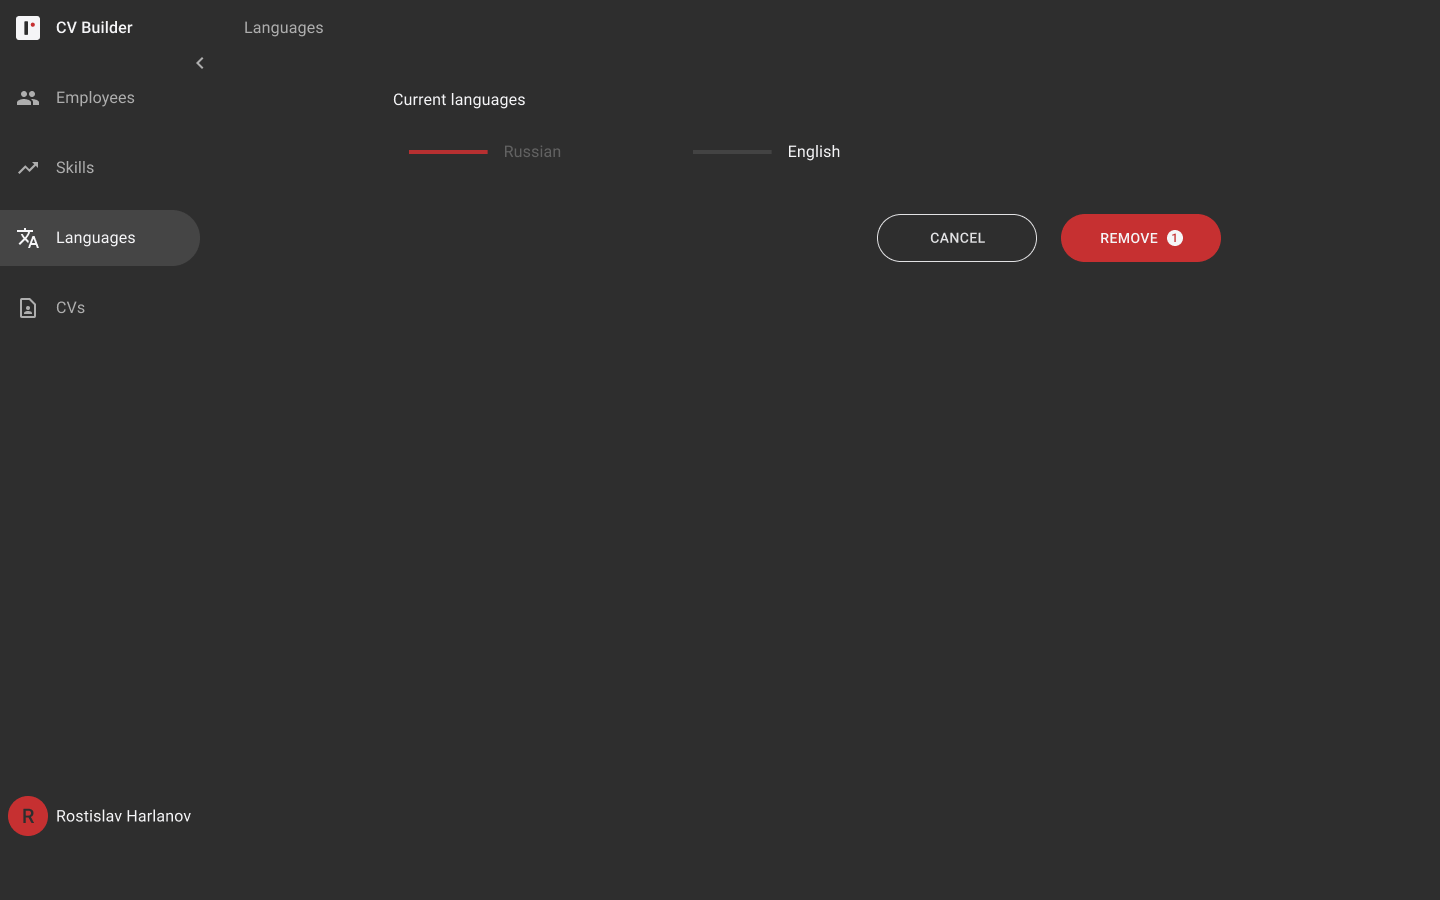 CV Builder
Languages
Employees
Skills
Languages
CVs
Current languages
Russian
English
CANCEL
REMOVE 1
R
Rostislav Harlanov